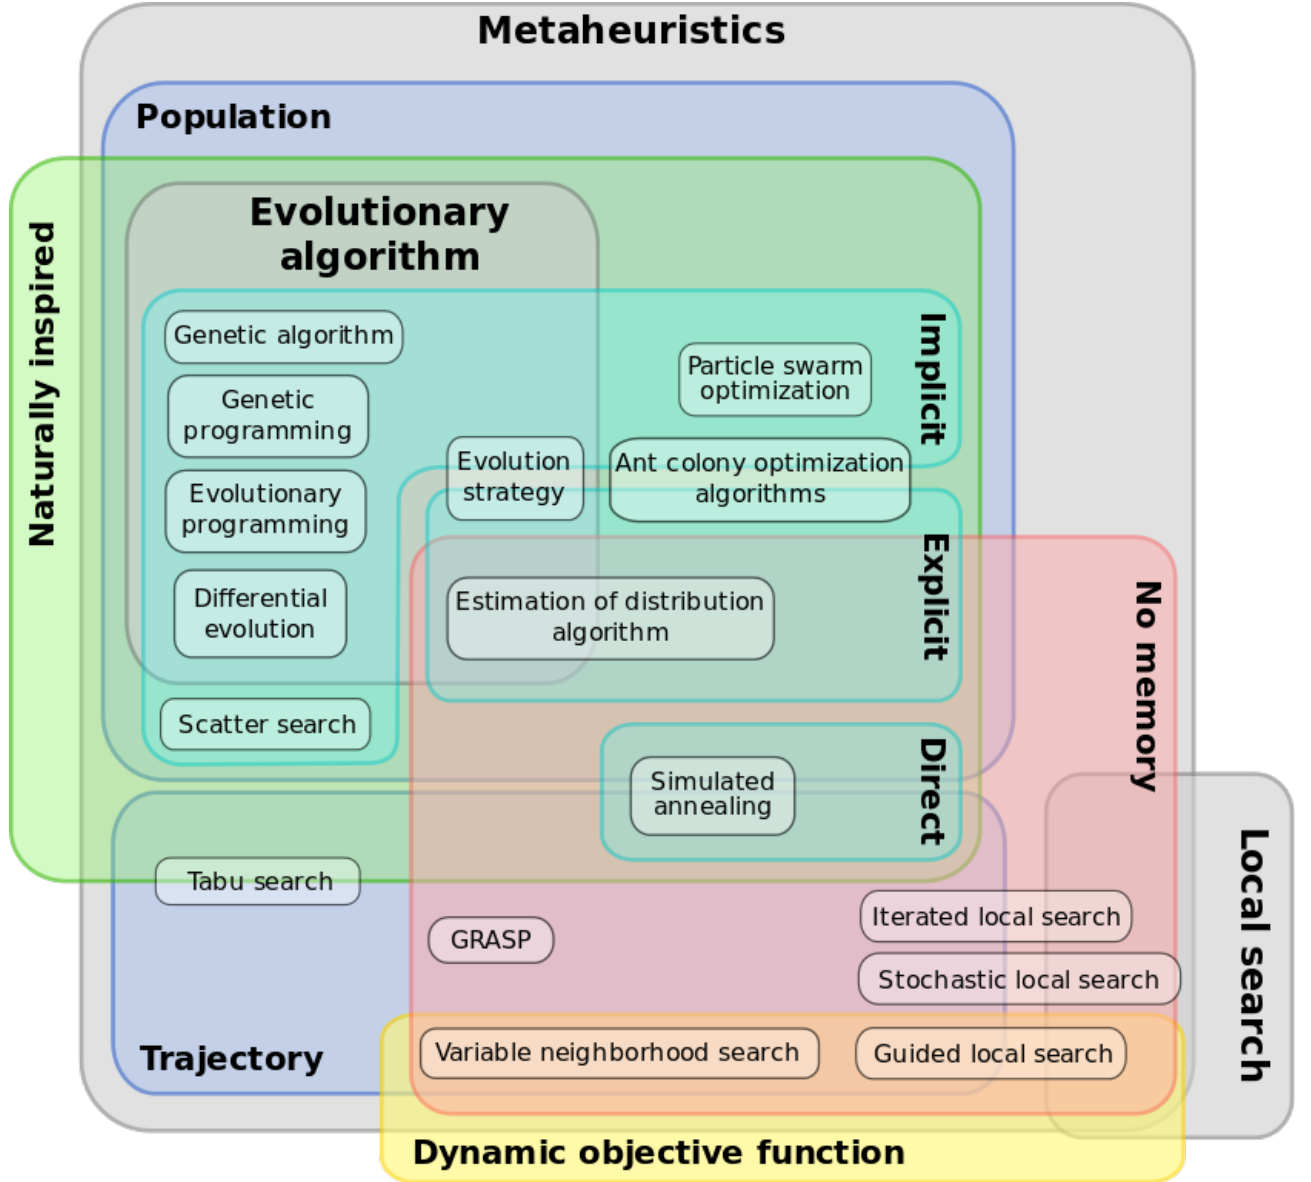 Metaheuristics
Population
Naturally inspired
Evolutionary
algorithm
Implicit
Genetic algorithm
Particle swarm
optimization
Genetic
programming
Evolution
strategy
Ant colony optimization
algorithms
Evolutionary
programming
Explicit
Estimation of distribution
algorithm
Differential
evolution
No memory
Scatter search
Direct
Simulated
annealing
Local search
Tabu search
Iterated local search
GRASP
Stochastic local search
Trajectory
Variable neighborhood search
Guided local search
Dynamic objective function